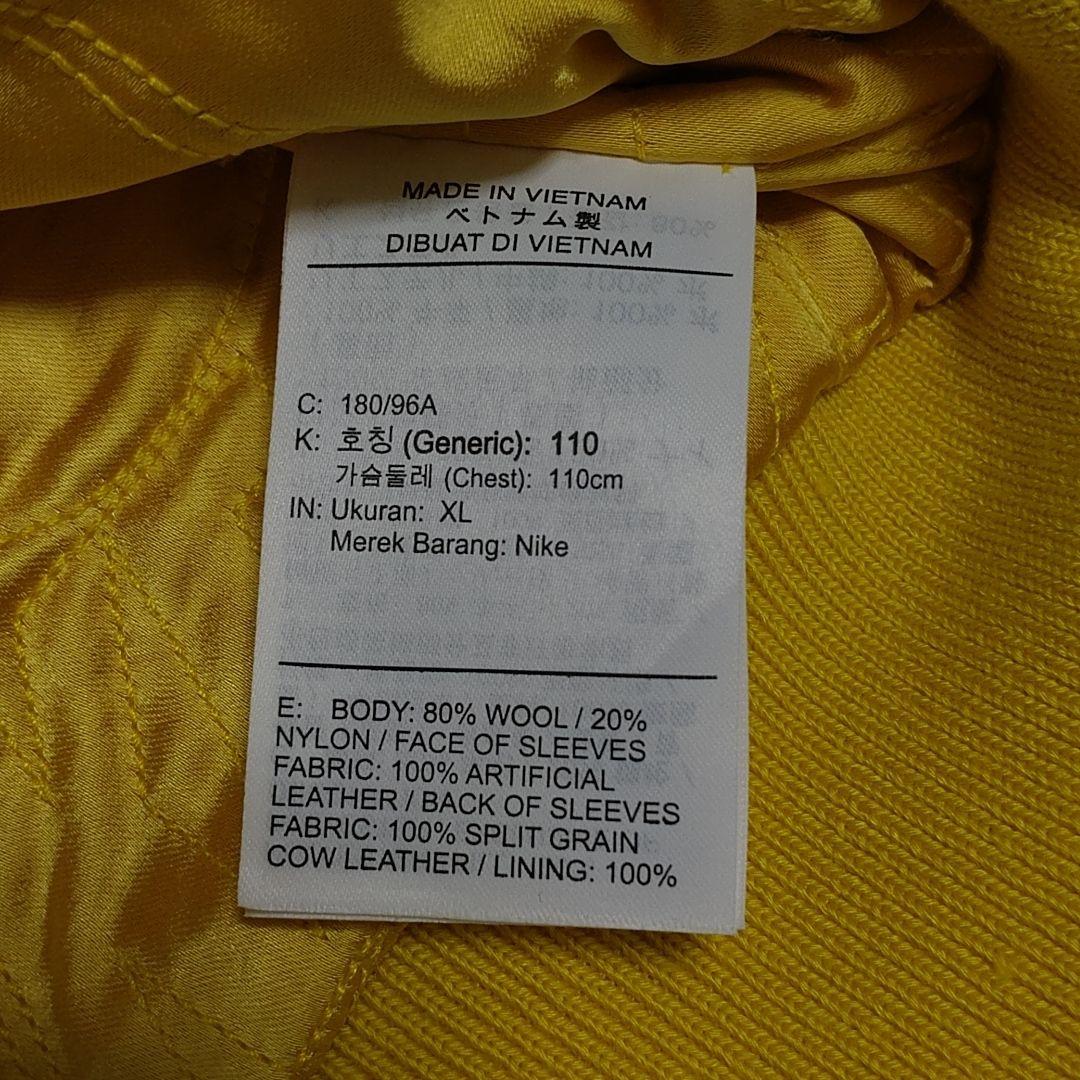 MADE IN VIETNAM
ベトナム製
DIBUAT DI VIETNAM
C: 180/96A
K: 호칭 (Generic): 110
가슴둘레 (Chest): 110cm
IN: Ukuran: XL
Merek Barang: Nike
E: BODY: 80% WOOL / 20%
NYLON / FACE OF SLEEVES
FABRIC: 100% ARTIFICIAL
LEATHER / BACK OF SLEEVES
FABRIC: 100% SPLIT GRAIN
COW LEATHER / LINING: 100%